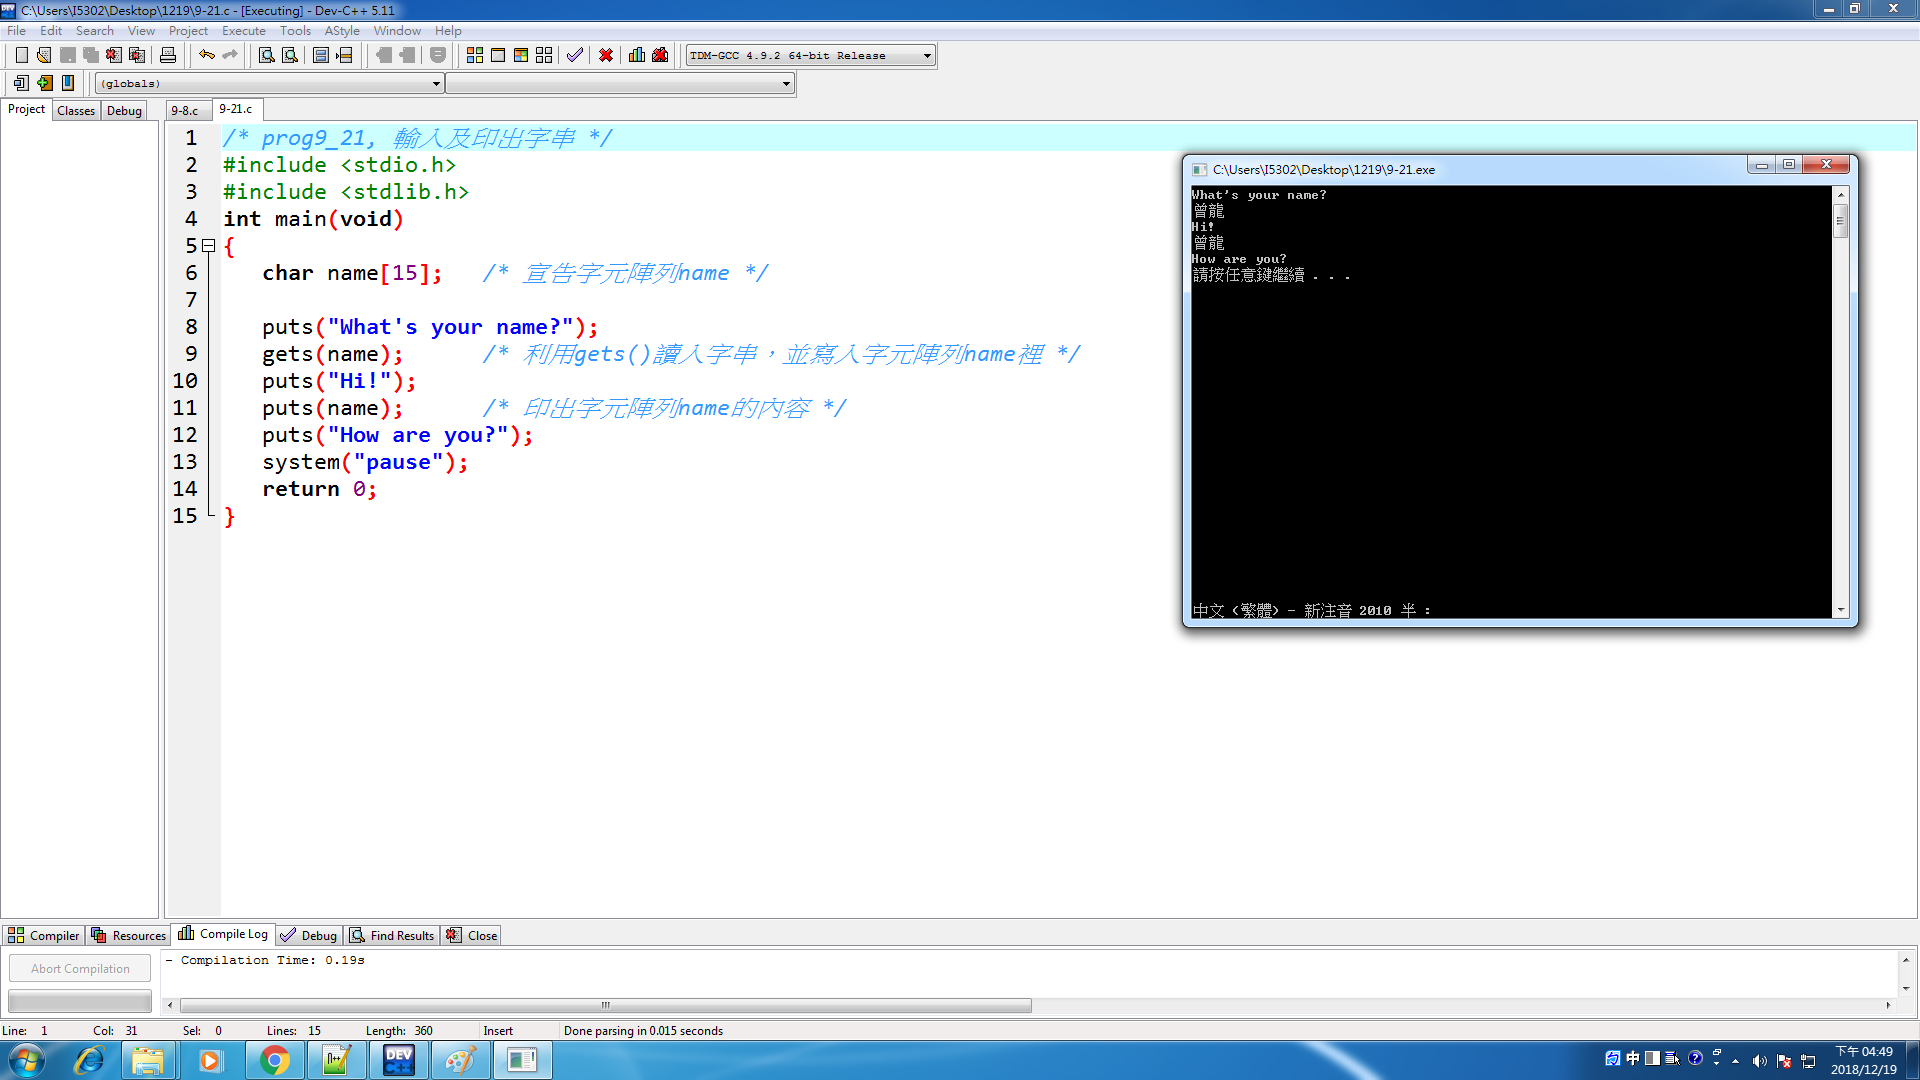 C:\Users\I5302\Desktop\1219\9-21.c - [Executing] - Dev-C++ 5.11
File Edit Search View Project Execute Tools AStyle Window Help
TDM-GCC 4.9.2 64-bit Release
(globals)
Project Classes Debug 9-8.c 9-21.c
1 /* prog9_21, 輸入及印出字串 */
2 #include <stdio.h>
3 #include <stdlib.h>
4 int main(void)
5 {
6 char name[15]; /* 宣告字元陣列name */
7
8 puts("What's your name?");
9 gets(name); /* 利用gets()讀入字串，並寫入字元陣列name裡 */
10 puts("Hi!");
11 puts(name); /* 印出字元陣列name的內容 */
12 puts("How are you?");
13 system("pause");
14 return 0;
15 }
C:\Users\I5302\Desktop\1219\9-21.exe
What's your name?
曾龍
Hi!
曾龍
How are you?
請按任意鍵繼續 . . .
中文 (繁體) - 新注音 2010 半 :
Compiler Resources Compile Log Debug Find Results Close
Abort Compilation
- Compilation Time: 0.19s
Line: 1 Col: 31 Sel: 0 Lines: 15 Length: 360 Insert Done parsing in 0.015 seconds
DEV C++
中
下午 04:49
2018/12/19